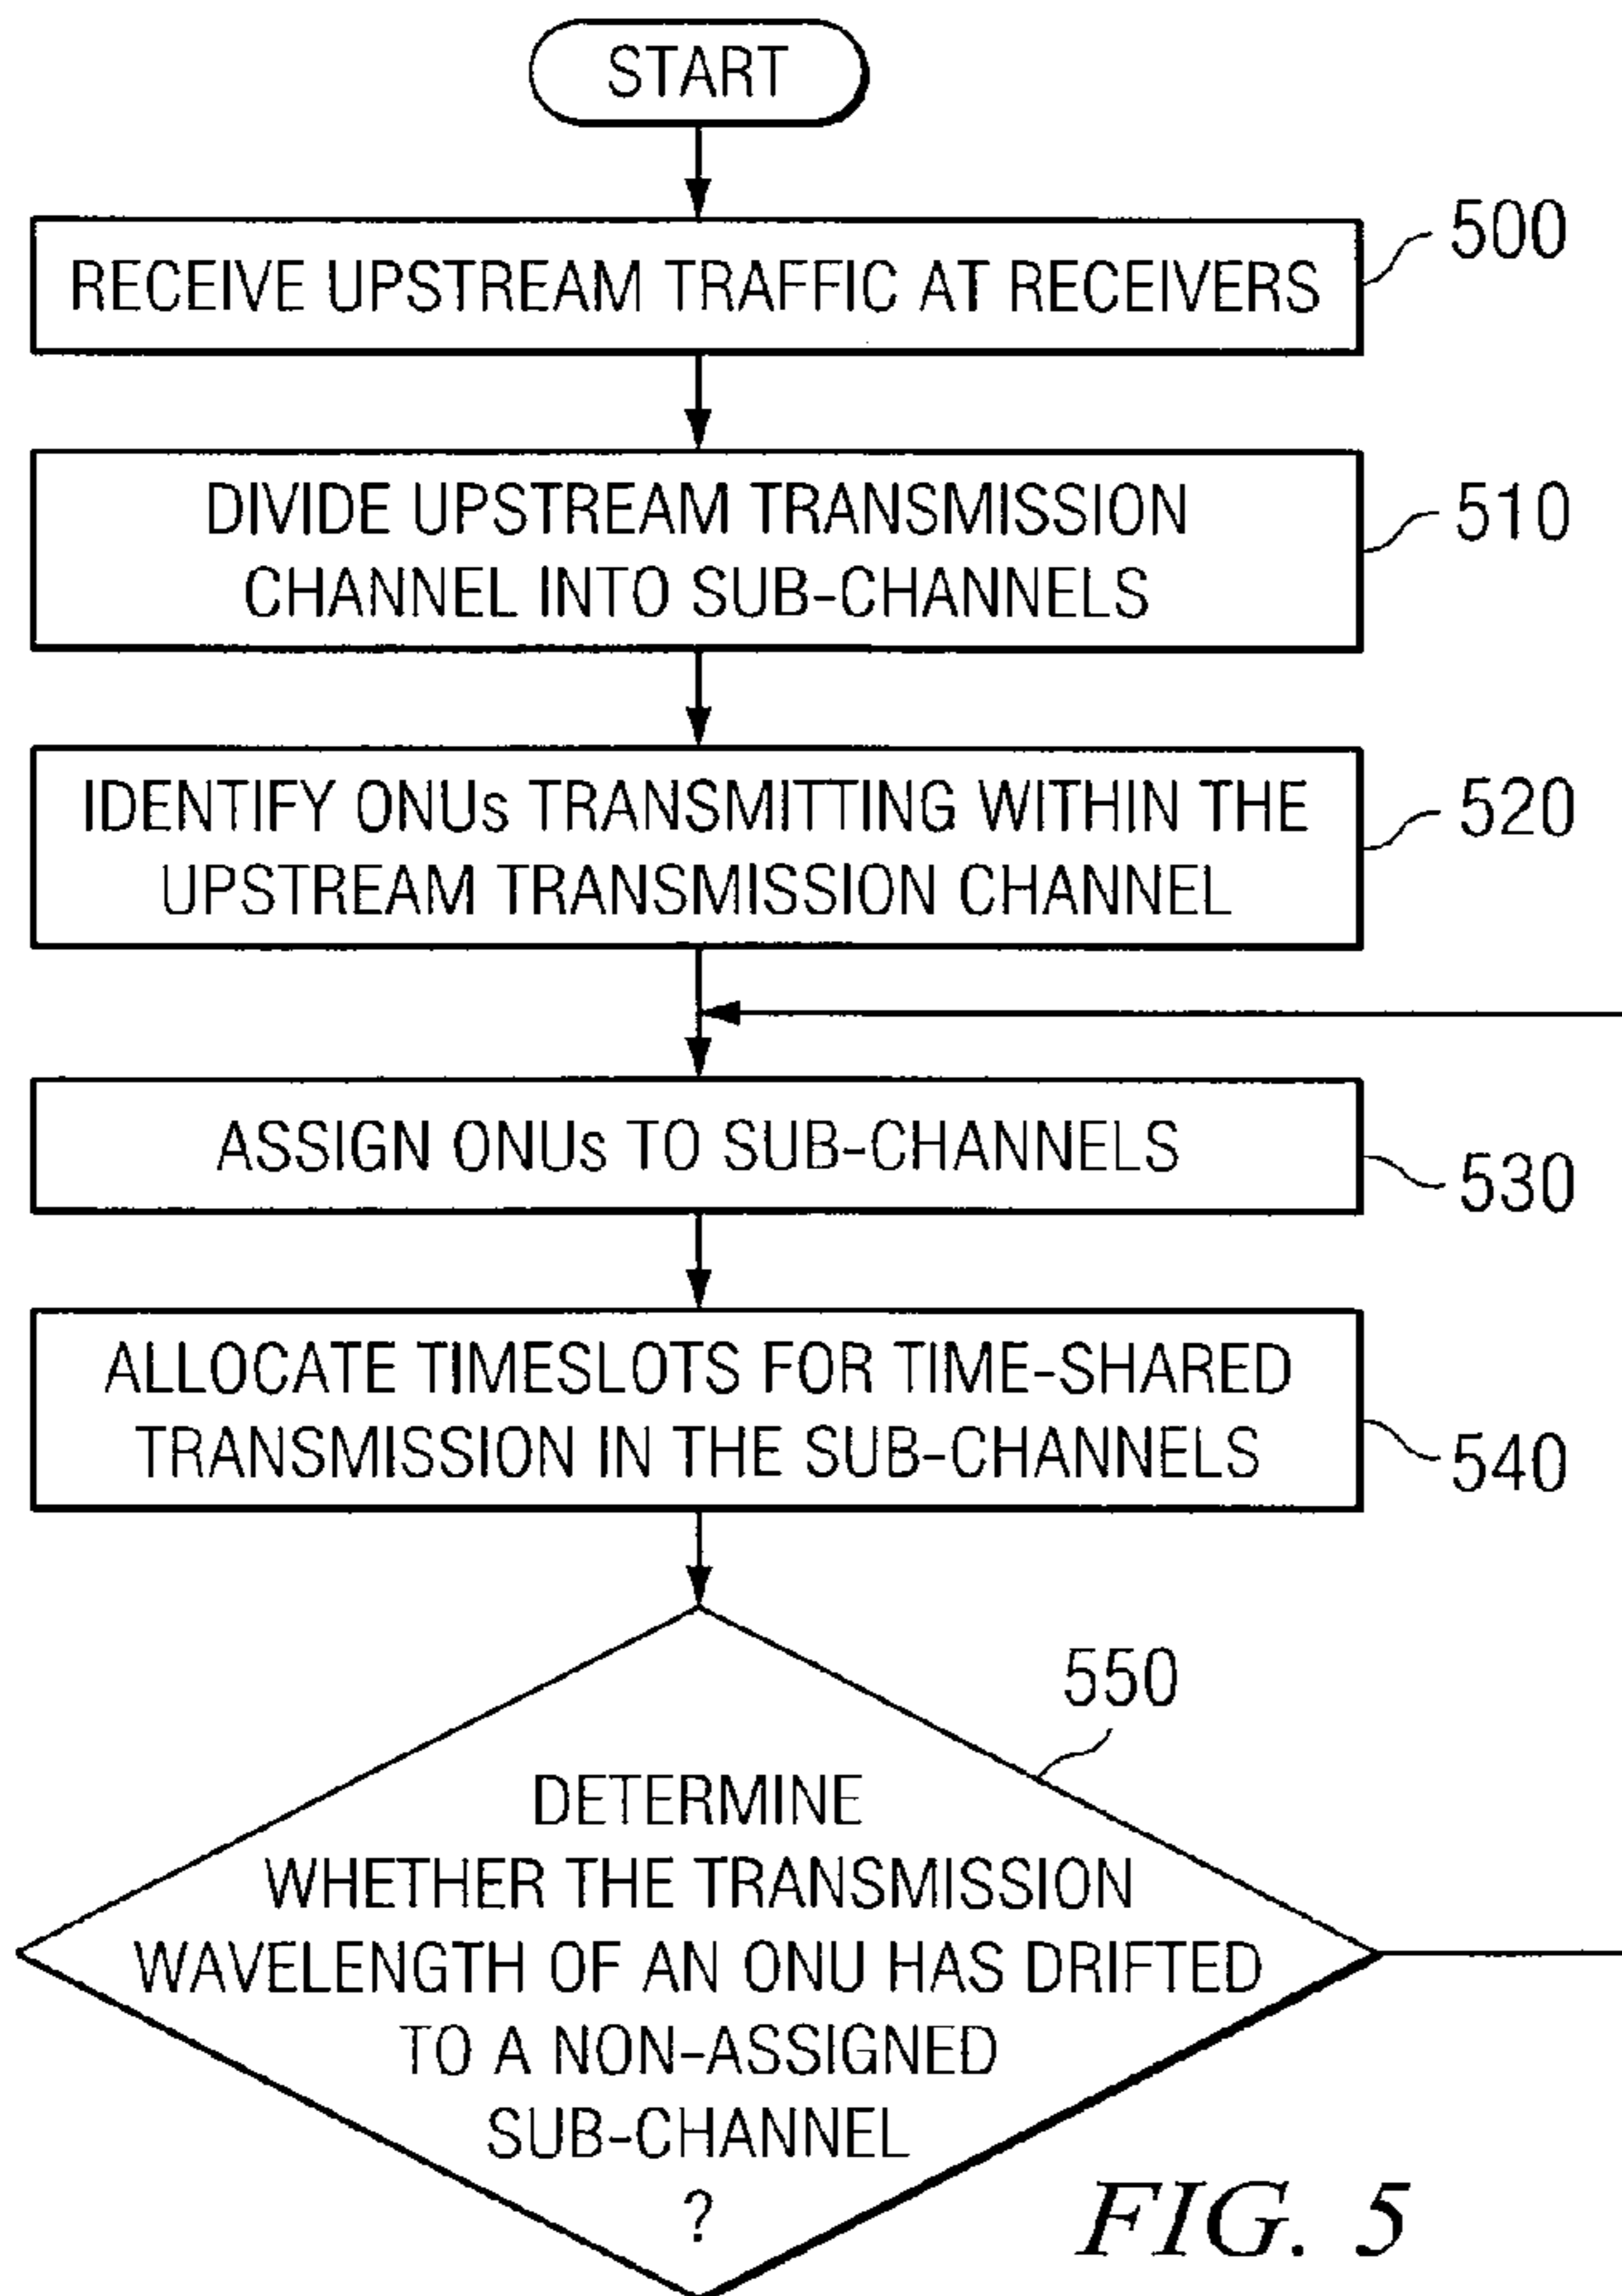 START
RECEIVE UPSTREAM TRAFFIC AT RECEIVERS
500
DIVIDE UPSTREAM TRANSMISSION
CHANNEL INTO SUB-CHANNELS
510
IDENTIFY ONUs TRANSMITTING WITHIN THE
UPSTREAM TRANSMISSION CHANNEL
520
ASSIGN ONUs TO SUB-CHANNELS
530
ALLOCATE TIMESLOTS FOR TIME-SHARED
TRANSMISSION IN THE SUB-CHANNELS
540
550
DETERMINE
WHETHER THE TRANSMISSION
WAVELENGTH OF AN ONU HAS DRIFTED
TO A NON-ASSIGNED
SUB-CHANNEL
?
FIG. 5